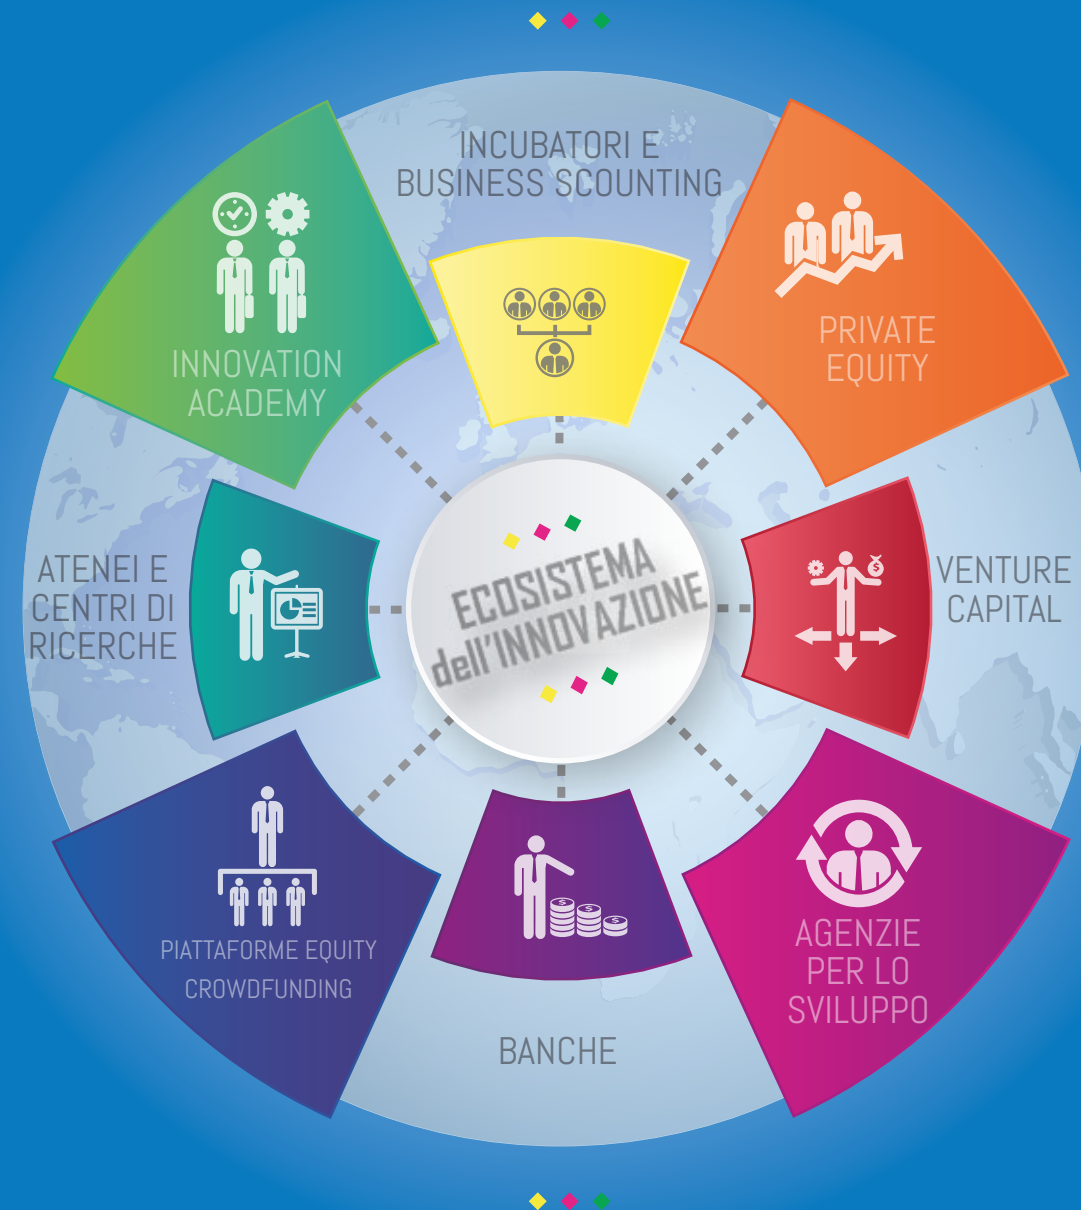 INCUBATORI E
BUSINESS SCOUNTING
INNOVATION
ACADEMY
PRIVATE
EQUITY
ATENEI E
CENTRI DI
RICERCHE
ECOSISTEMA
dell'INNOVAZIONE
VENTURE
CAPITAL
PIATTAFORME EQUITY
CROWDFUNDING
AGENZIE
PER LO
SVILUPPO
BANCHE